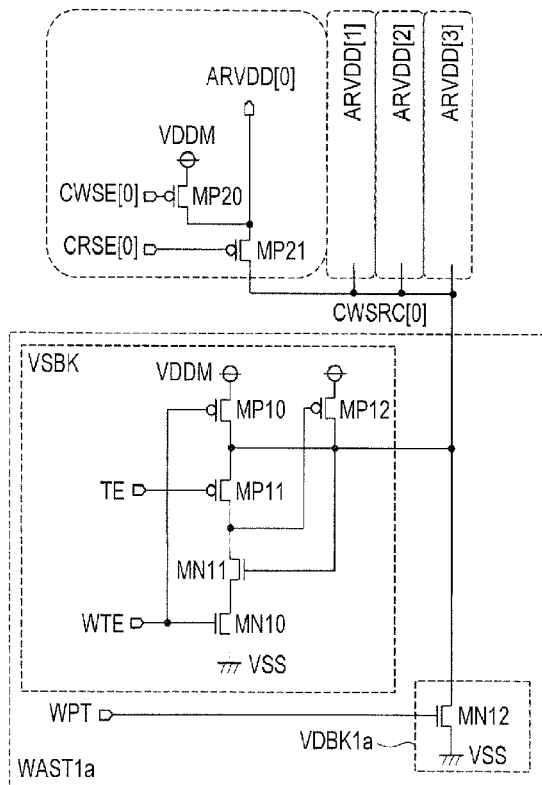 ARVDD[0]
ARVDD[1]
ARVDD[2]
ARVDD[3]
VDDM
CWSE[0]
MP20
CRSE[0]
MP21
CWSRC[0]
VSBK
VDDM
MP10
MP12
TE
MP11
MN11
WTE
MN10
VSS
WPT
MN12
VDBK1a
VSS
WAST1a